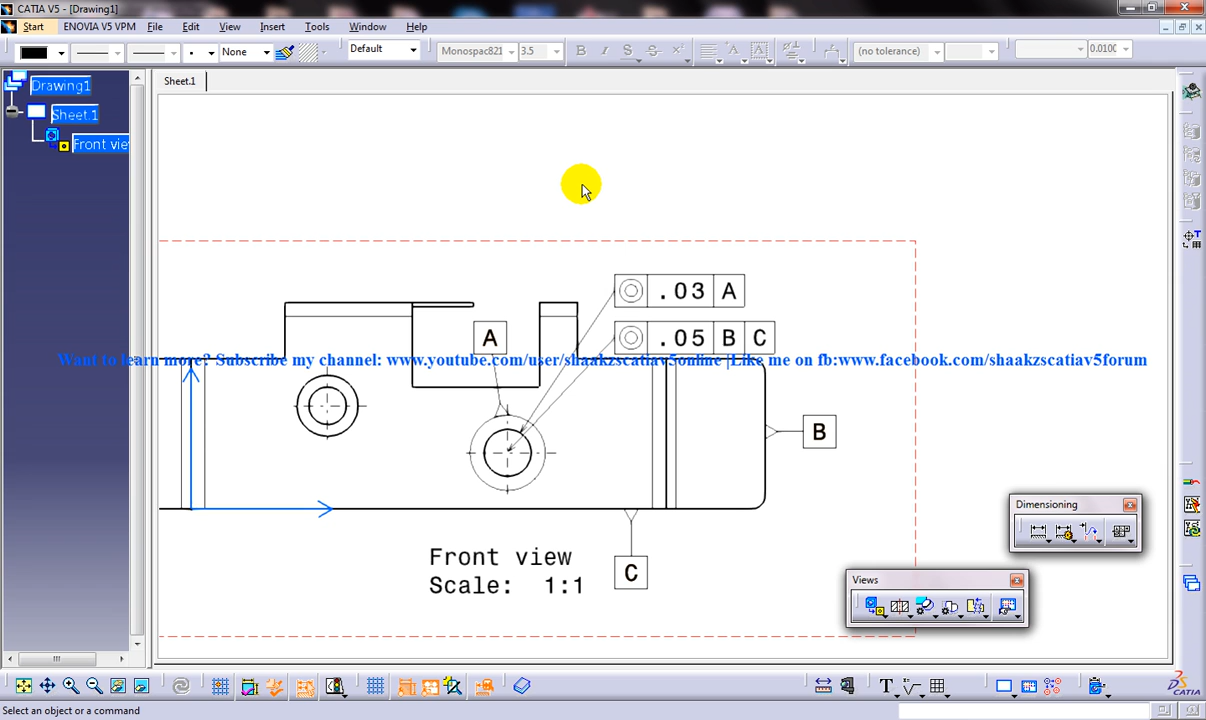 CATIA V5 - [Drawing1]
Start ENOVIA V5 VPM File Edit View Insert Tools Window Help
None Default Monospac821 3.5 B I S S (no tolerance) 0.0100
Drawing1
Sheet.1
Front vie
Sheet.1
.03 A
A
.05 B C
Want to learn more? Subscribe my channel: www.youtube.com/user/shaakzscatiav5online |Like me on fb:www.facebook.com/shaakzscatiav5forum
B
C
Front view
Scale: 1:1
Dimensioning
Views
CATIA
Select an object or a command